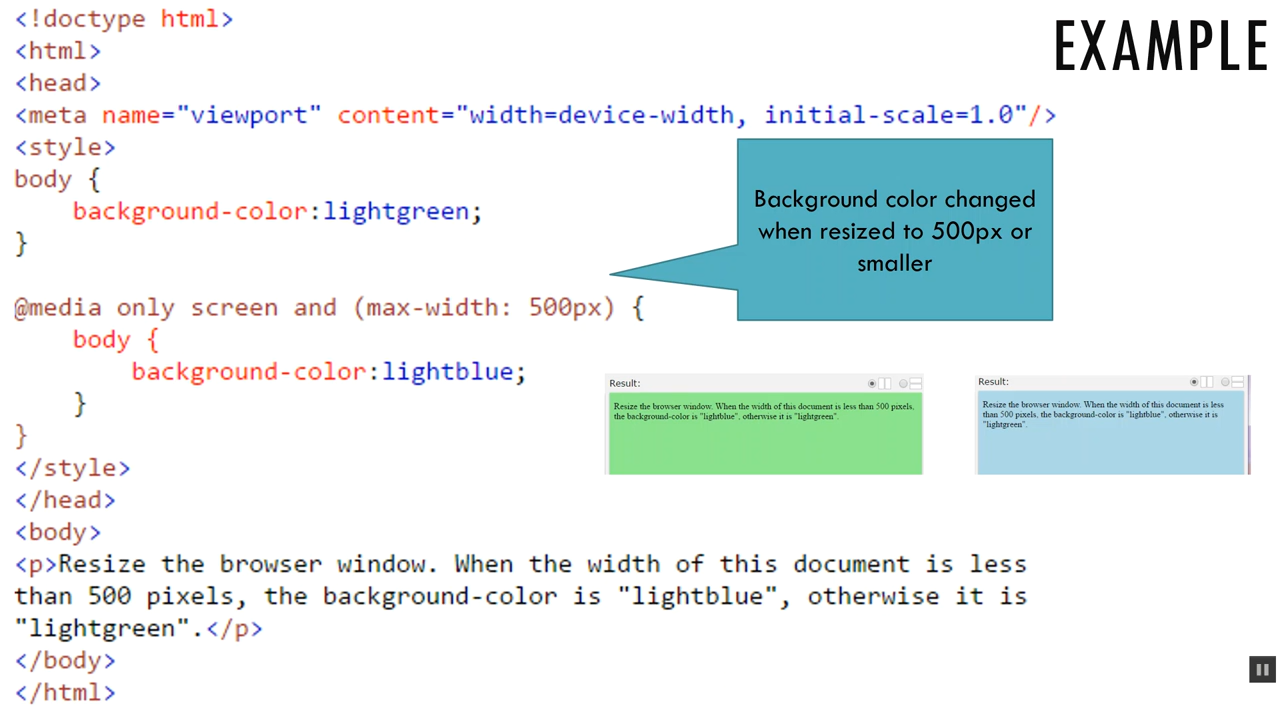 EXAMPLE
<!doctype html>
<html>
<head>
<meta name="viewport" content="width=device-width, initial-scale=1.0"/>
<style>
body {
    background-color:lightgreen;
}
Background color changed
when resized to 500px or
smaller
@media only screen and (max-width: 500px) {
    body {
        background-color:lightblue;
    }
}
</style>
</head>
<body>
<p>Resize the browser window. When the width of this document is less
than 500 pixels, the background-color is "lightblue", otherwise it is
"lightgreen".</p>
</body>
</html>
Result:
Resize the browser window. When the width of this document is less than 500 pixels,
the background-color is "lightblue", otherwise it is "lightgreen".
Result:
Resize the browser window. When the width of this document is less
than 500 pixels, the background-color is "lightblue", otherwise it is
"lightgreen".